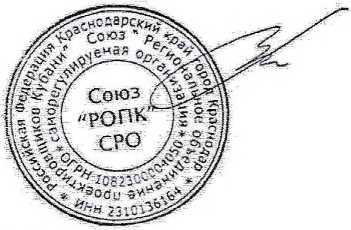 Российская Федерация Краснодарский край город Краснодар
* ИНН 2310136164 *
Союз "Региональное объединение проектировщиков Кубани"
* саморегулируемая организация *
ОГРН 1082300004050
Союз
"РОПК"
СРО